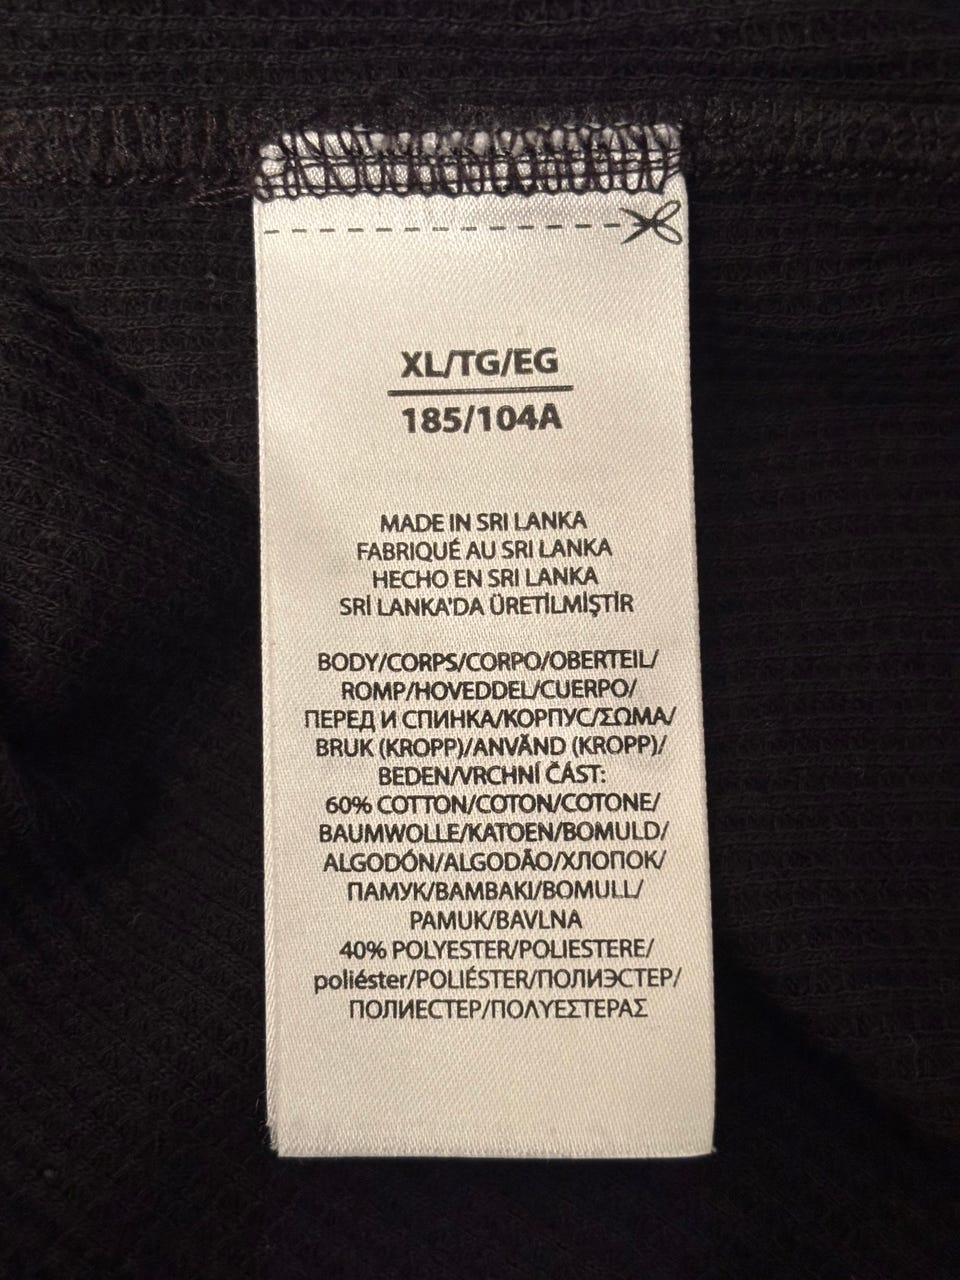 XL/TG/EG
185/104A
MADE IN SRI LANKA
FABRIQUÉ AU SRI LANKA
HECHO EN SRI LANKA
SRİ LANKA'DA ÜRETİLMİŞTİR
BODY/CORPS/CORPO/OBERTEIL/
ROMP/HOVEDDEL/CUERPO/
ПЕРЕД И СПИНКА/КОРПУС/ΣΩΜΑ/
BRUK (KROPP)/ANVÄND (KROPP)/
BEDEN/VRCHNÍ ČÁST:
60% COTTON/COTON/COTONE/
BAUMWOLLE/KATOEN/BOMULD/
ALGODÓN/ALGODÃO/ХЛОПОК/
ПАМУК/BAMBAKI/BOMULL/
PAMUK/BAVLNA
40% POLYESTER/POLIESTERE/
poliéster/POLIÉSTER/ПОЛИЭСТЕР/
ПОЛИЕСТЕР/ΠΟΛΥΕΣΤΕΡΑΣ